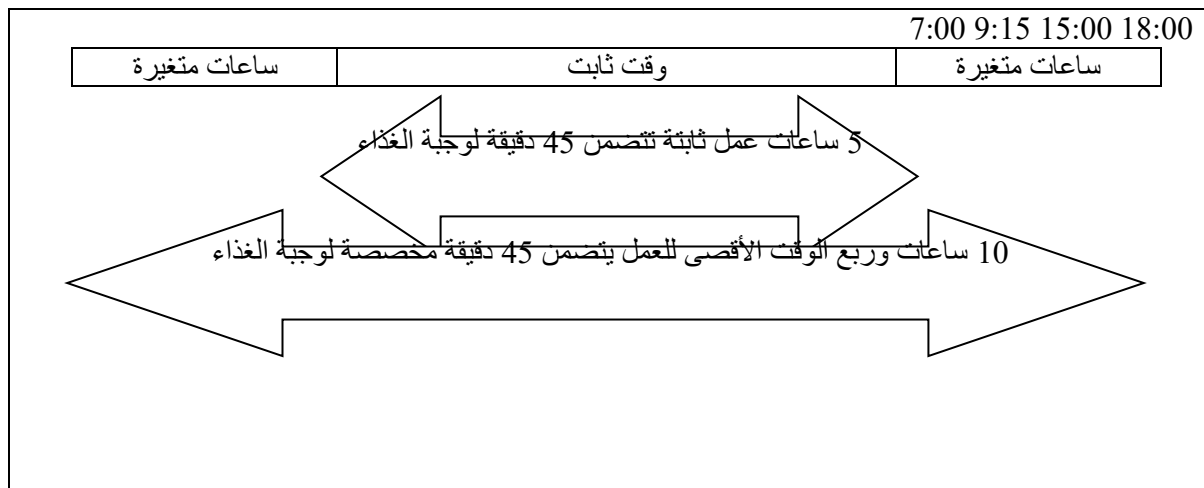 7:00 9:15 15:00 18:00
ساعات متغيرة
وقت ثابت
ساعات متغيرة
5 ساعات عمل ثابتة تتضمن 45 دقيقة لوجبة الغذاء
10 ساعات وربع الوقت الأقصى للعمل يتضمن 45 دقيقة مخصصة لوجبة الغذاء